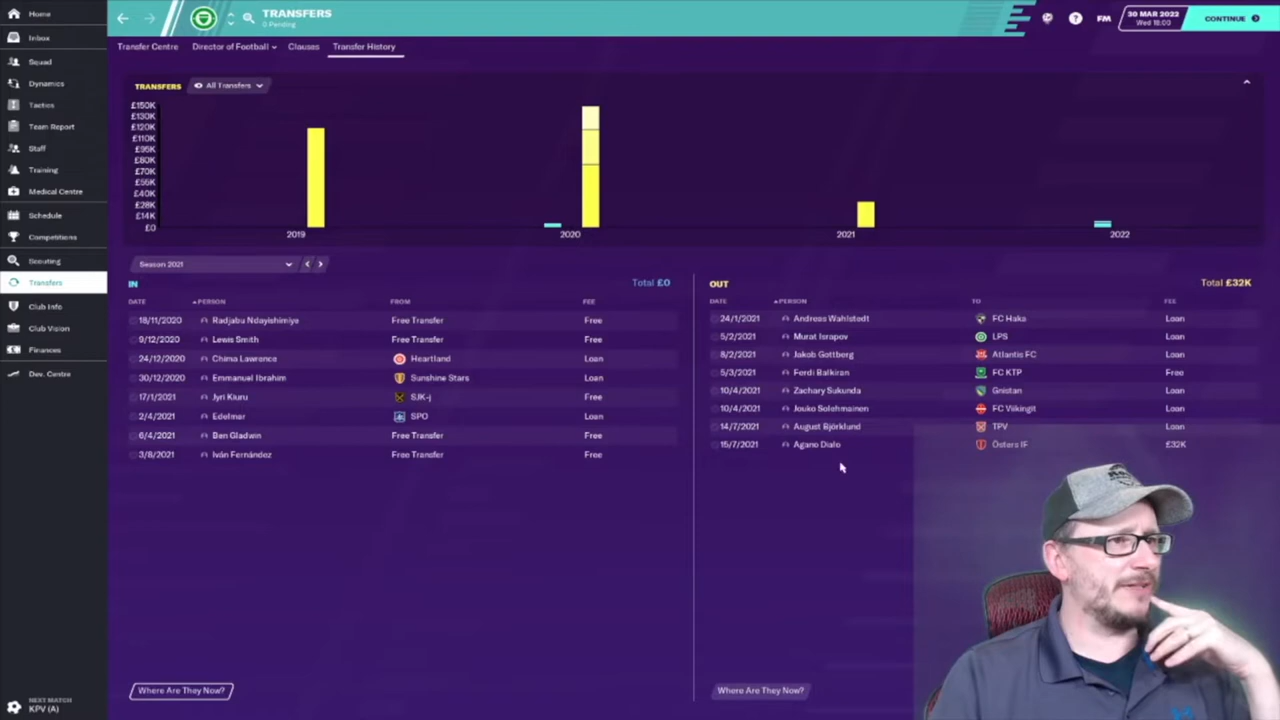 Home
TRANSFERS
0 Pending
FM
30 MAR 2022
Wed 18:00
CONTINUE
Inbox
Transfer Centre
Director of Football
Clauses
Transfer History
Squad
Dynamics
Tactics
Team Report
Staff
Training
Medical Centre
Schedule
Competitions
Scouting
Transfers
Club Info
Club Vision
Finances
Dev. Centre
NEXT MATCH
KPV (A)
TRANSFERS
All Transfers
£150K
£130K
£120K
£110K
£95K
£80K
£70K
£55K
£40K
£28K
£14K
£0
2019
2020
2021
2022
Season 2021
IN
Total £0
DATE PERSON FROM FEE
18/11/2020 Radjabu Ndayishimiye Free Transfer Free
9/12/2020 Lewis Smith Free Transfer Free
24/12/2020 Chima Lawrence Heartland Loan
30/12/2020 Emmanuel Ibrahim Sunshine Stars Loan
17/1/2021 Jyri Kiuru SJK-j Free
2/4/2021 Edelmar SPO Loan
6/4/2021 Ben Gladwin Free Transfer Free
3/8/2021 Iván Fernández Free Transfer Free
Where Are They Now?
OUT
Total £32K
DATE PERSON TO FEE
24/1/2021 Andreas Wahlstedt FC Haka Loan
5/2/2021 Murat Israpov LPS Loan
8/2/2021 Jakob Gottberg Atlantis FC Loan
5/3/2021 Ferdi Balkiran FC KTP Free
10/4/2021 Zachary Sukunda Gnistan Loan
10/4/2021 Jouko Solehmainen FC Viikingit Loan
14/7/2021 August Björklund TPV Loan
15/7/2021 Agano Dialo Östers IF £32K
Where Are They Now?